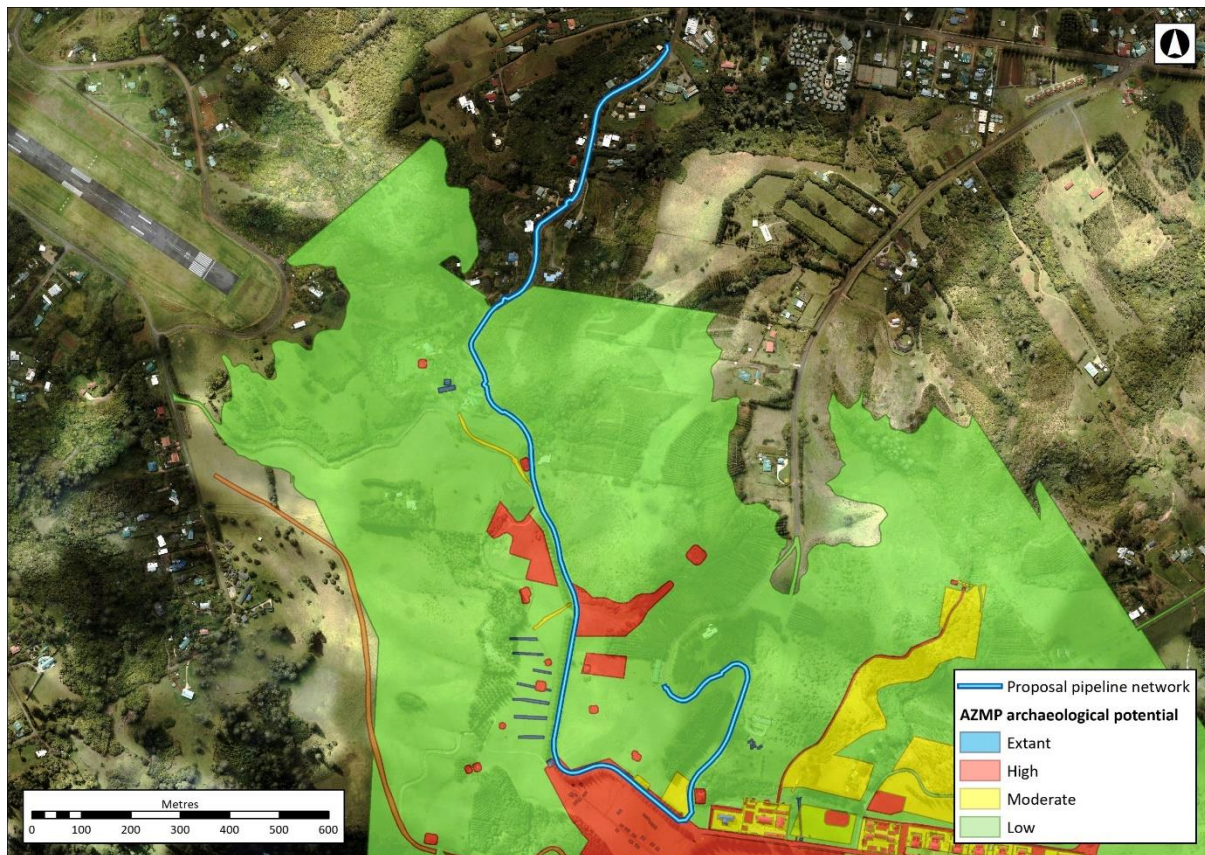 Proposal pipeline network
AZMP archaeological potential
Extant
High
Moderate
Low
Metres
0 100 200 300 400 500 600